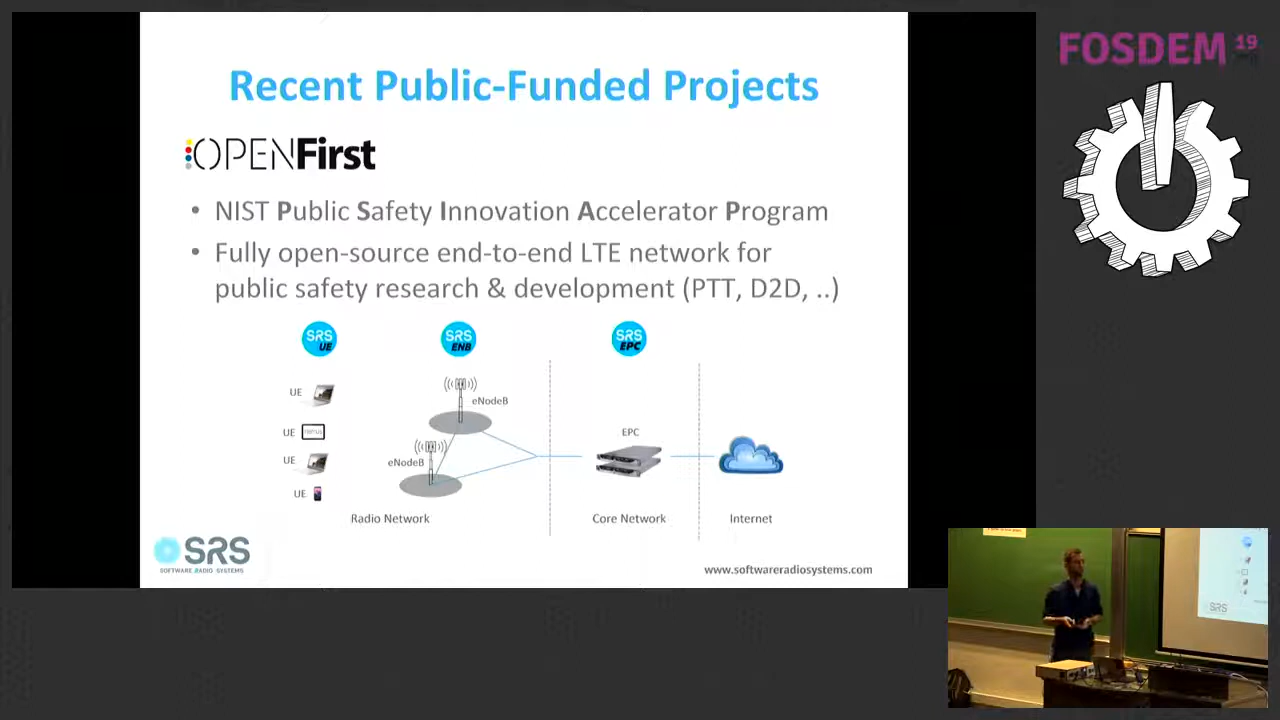 Recent Public-Funded Projects
OPENFirst
• NIST Public Safety Innovation Accelerator Program
• Fully open-source end-to-end LTE network for
public safety research & development (PTT, D2D, ..)
SRS UE
SRS ENB
SRS EPC
UE
eNodeB
UE
EPC
UE
eNodeB
UE
Radio Network
Core Network
Internet
SRS
SOFTWARE RADIO SYSTEMS
www.softwareradiosystems.com
FOSDEM 19
SRS